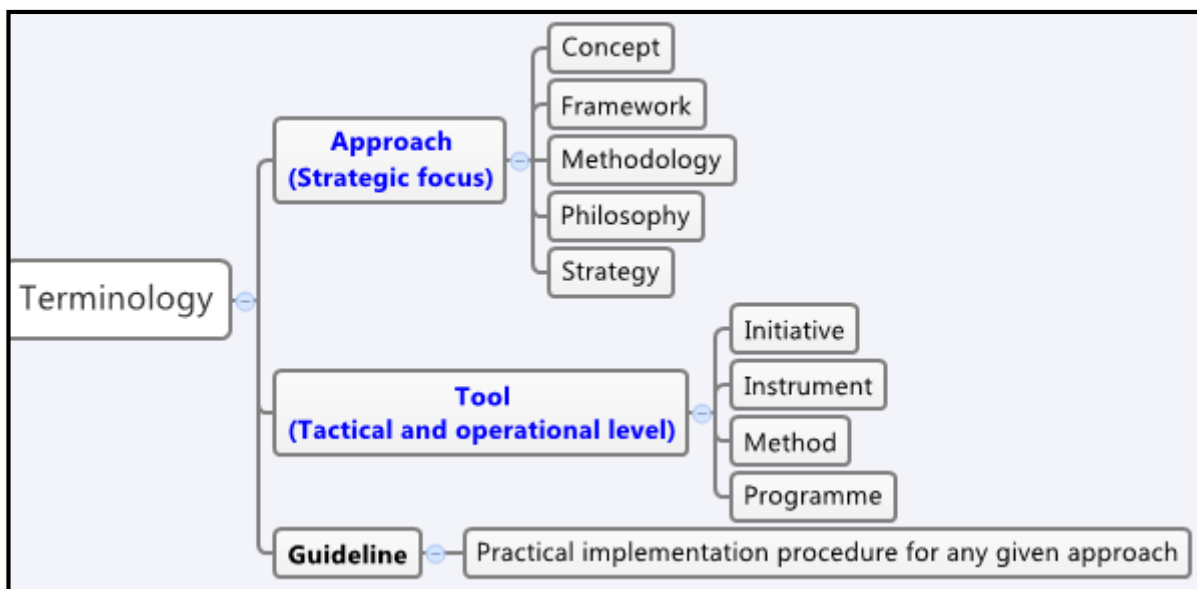 Terminology
Approach
(Strategic focus)
Concept
Framework
Methodology
Philosophy
Strategy
Tool
(Tactical and operational level)
Initiative
Instrument
Method
Programme
Guideline
Practical implementation procedure for any given approach